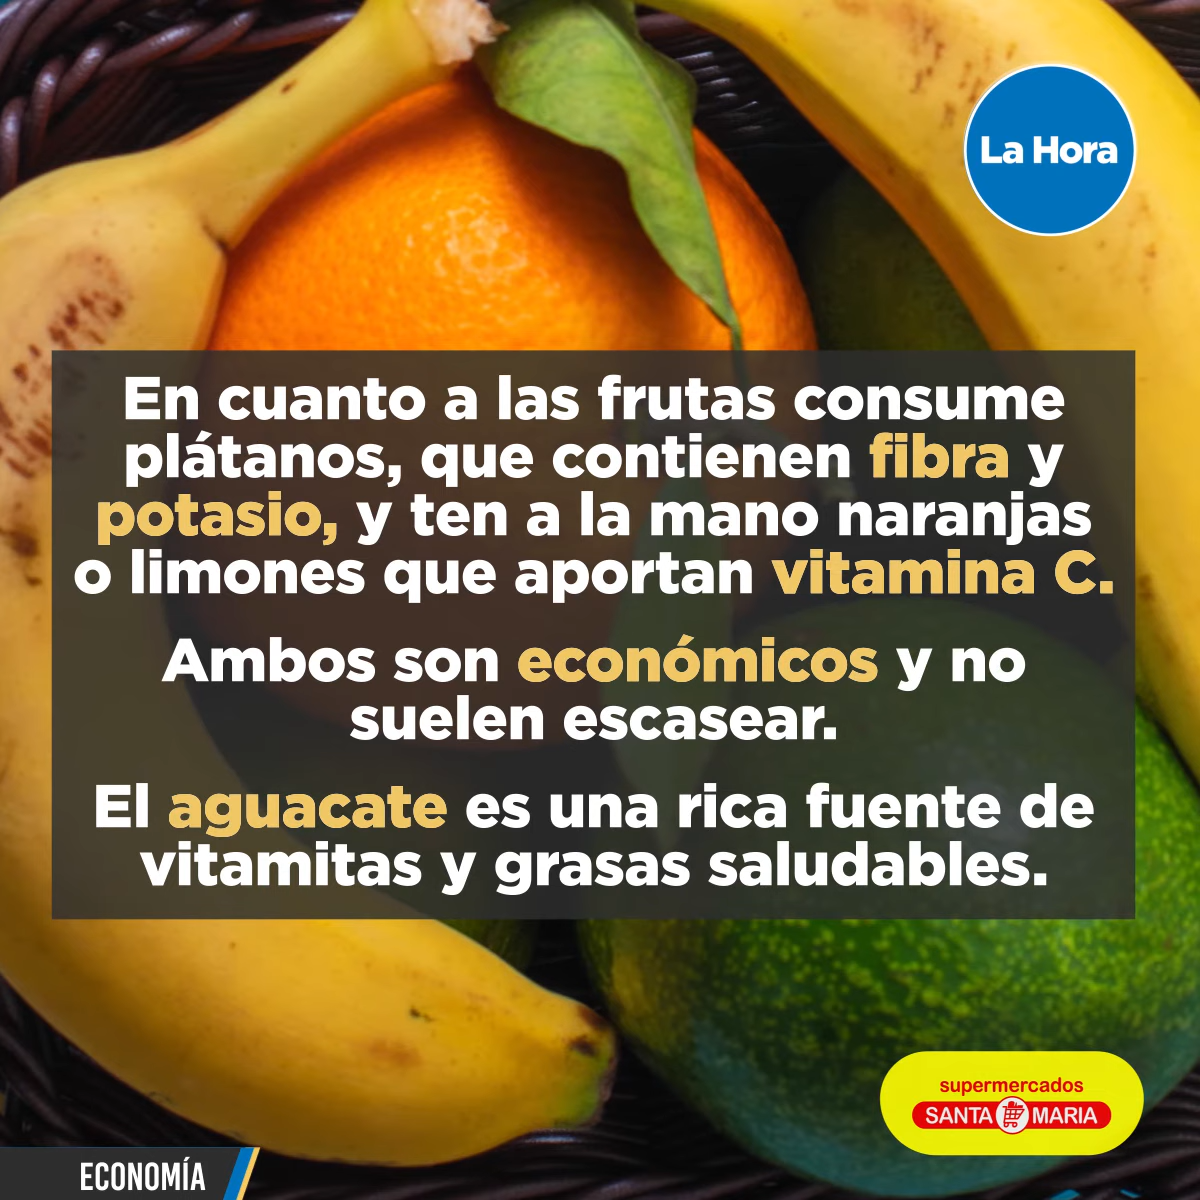 La Hora
En cuanto a las frutas consume
plátanos, que contienen fibra y
potasio, y ten a la mano naranjas
o limones que aportan vitamina C.
Ambos son económicos y no
suelen escasear.
El aguacate es una rica fuente de
vitamitas y grasas saludables.
supermercados
SANTA MARIA
ECONOMÍA